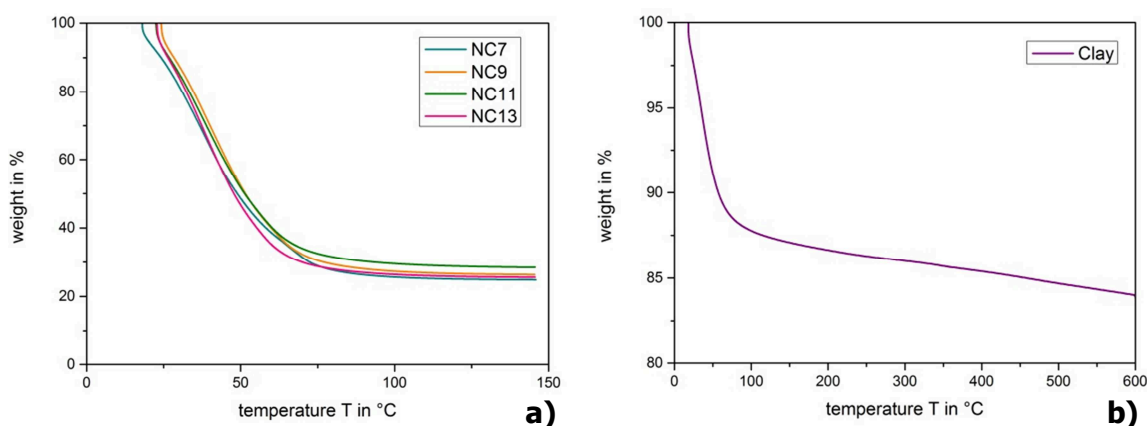 100
80
60
40
20
0
weight in %
0
50
100
150
temperature T in °C
NC7
NC9
NC11
NC13
a)
100
95
90
85
80
weight in %
0
100
200
300
400
500
600
temperature T in °C
Clay
b)